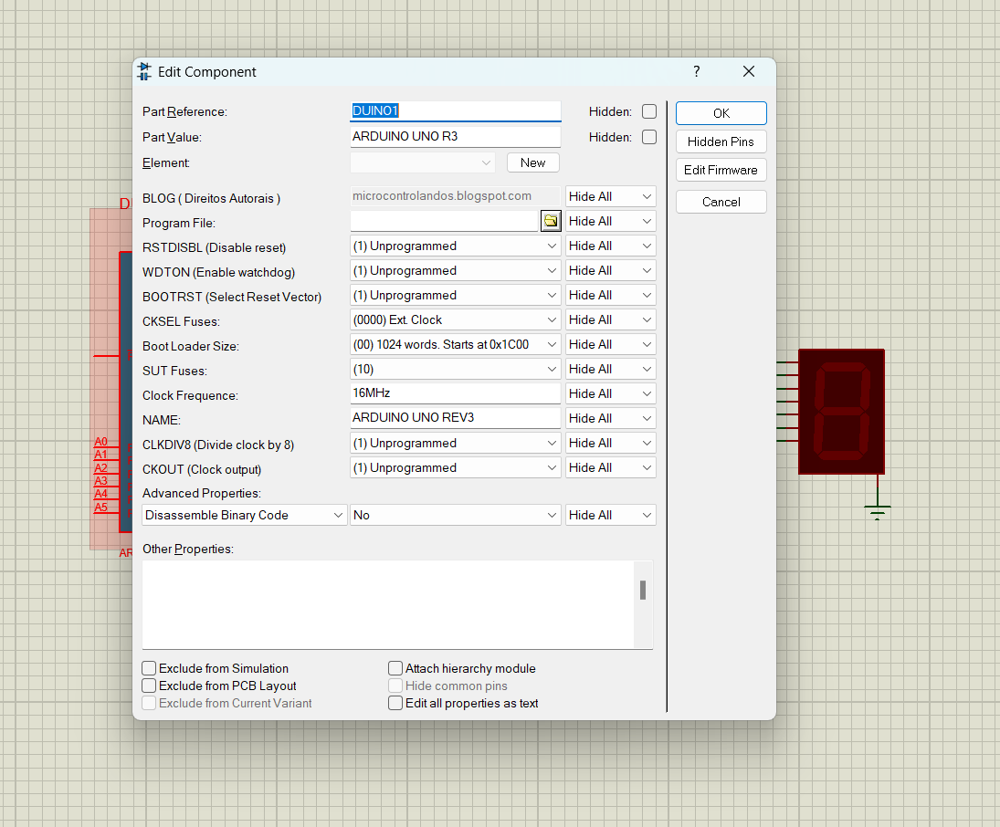 Edit Component
?
Part Reference: DUINO1 Hidden:
Part Value: ARDUINO UNO R3 Hidden:
Element: New
BLOG ( Direitos Autorais ) microcontrolandos.blogspot.com Hide All
Program File: Hide All
RSTDISBL (Disable reset) (1) Unprogrammed Hide All
WDTON (Enable watchdog) (1) Unprogrammed Hide All
BOOTRST (Select Reset Vector) (1) Unprogrammed Hide All
CKSEL Fuses: (0000) Ext. Clock Hide All
Boot Loader Size: (00) 1024 words. Starts at 0x1C00 Hide All
SUT Fuses: (10) Hide All
Clock Frequence: 16MHz Hide All
NAME: ARDUINO UNO REV3 Hide All
CLKDIV8 (Divide clock by 8) (1) Unprogrammed Hide All
CKOUT (Clock output) (1) Unprogrammed Hide All
Advanced Properties:
Disassemble Binary Code No Hide All
Other Properties:
Exclude from Simulation Attach hierarchy module
Exclude from PCB Layout Hide common pins
Exclude from Current Variant Edit all properties as text
OK
Hidden Pins
Edit Firmware
Cancel
A0
A1
A2
A3
A4
A5